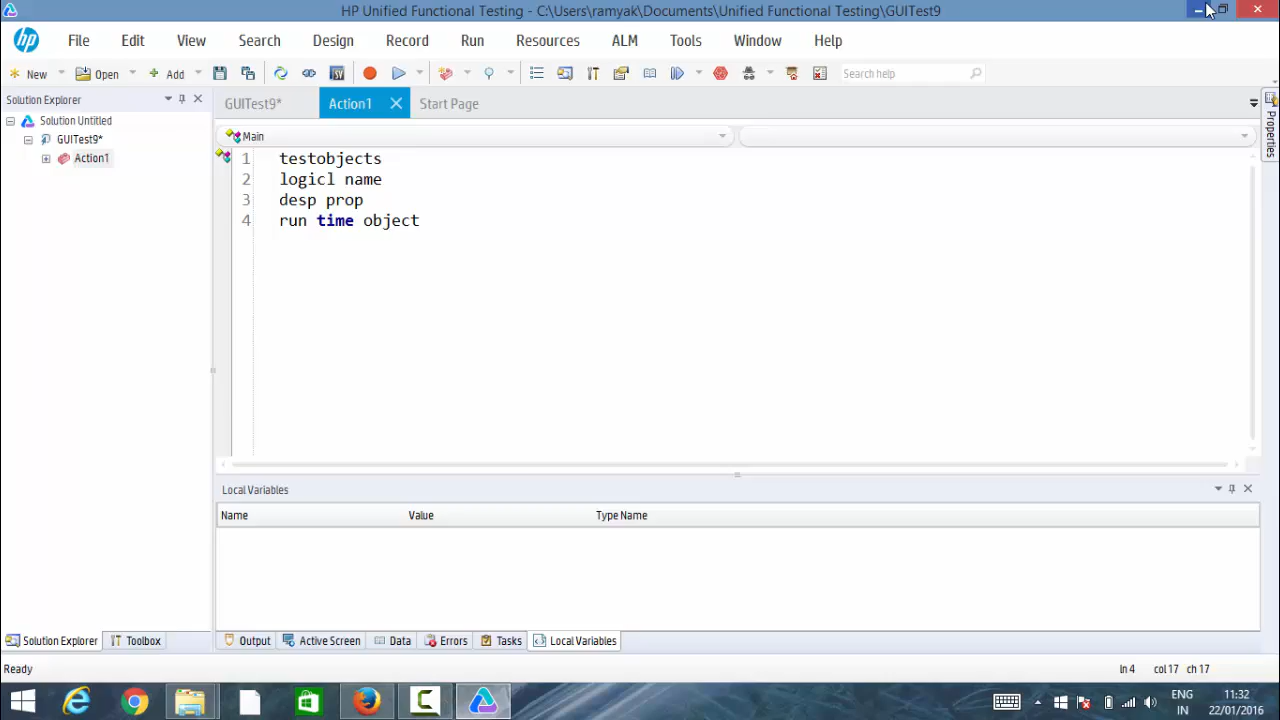 HP Unified Functional Testing - C:\Users\ramyak\Documents\Unified Functional Testing\GUITest9
hp File Edit View Search Design Record Run Resources ALM Tools Window Help
New Open Add Search help
Solution Explorer
GUITest9* Action1 Start Page
Properties
Solution Untitled
GUITest9*
Action1
Main
1 testobjects
2 logicl name
3 desp prop
4 run time object
Local Variables
Name Value Type Name
Solution Explorer Toolbox Output Active Screen Data Errors Tasks Local Variables
Ready ln 4 col 17 ch 17
ENG 11:32
IN 22/01/2016